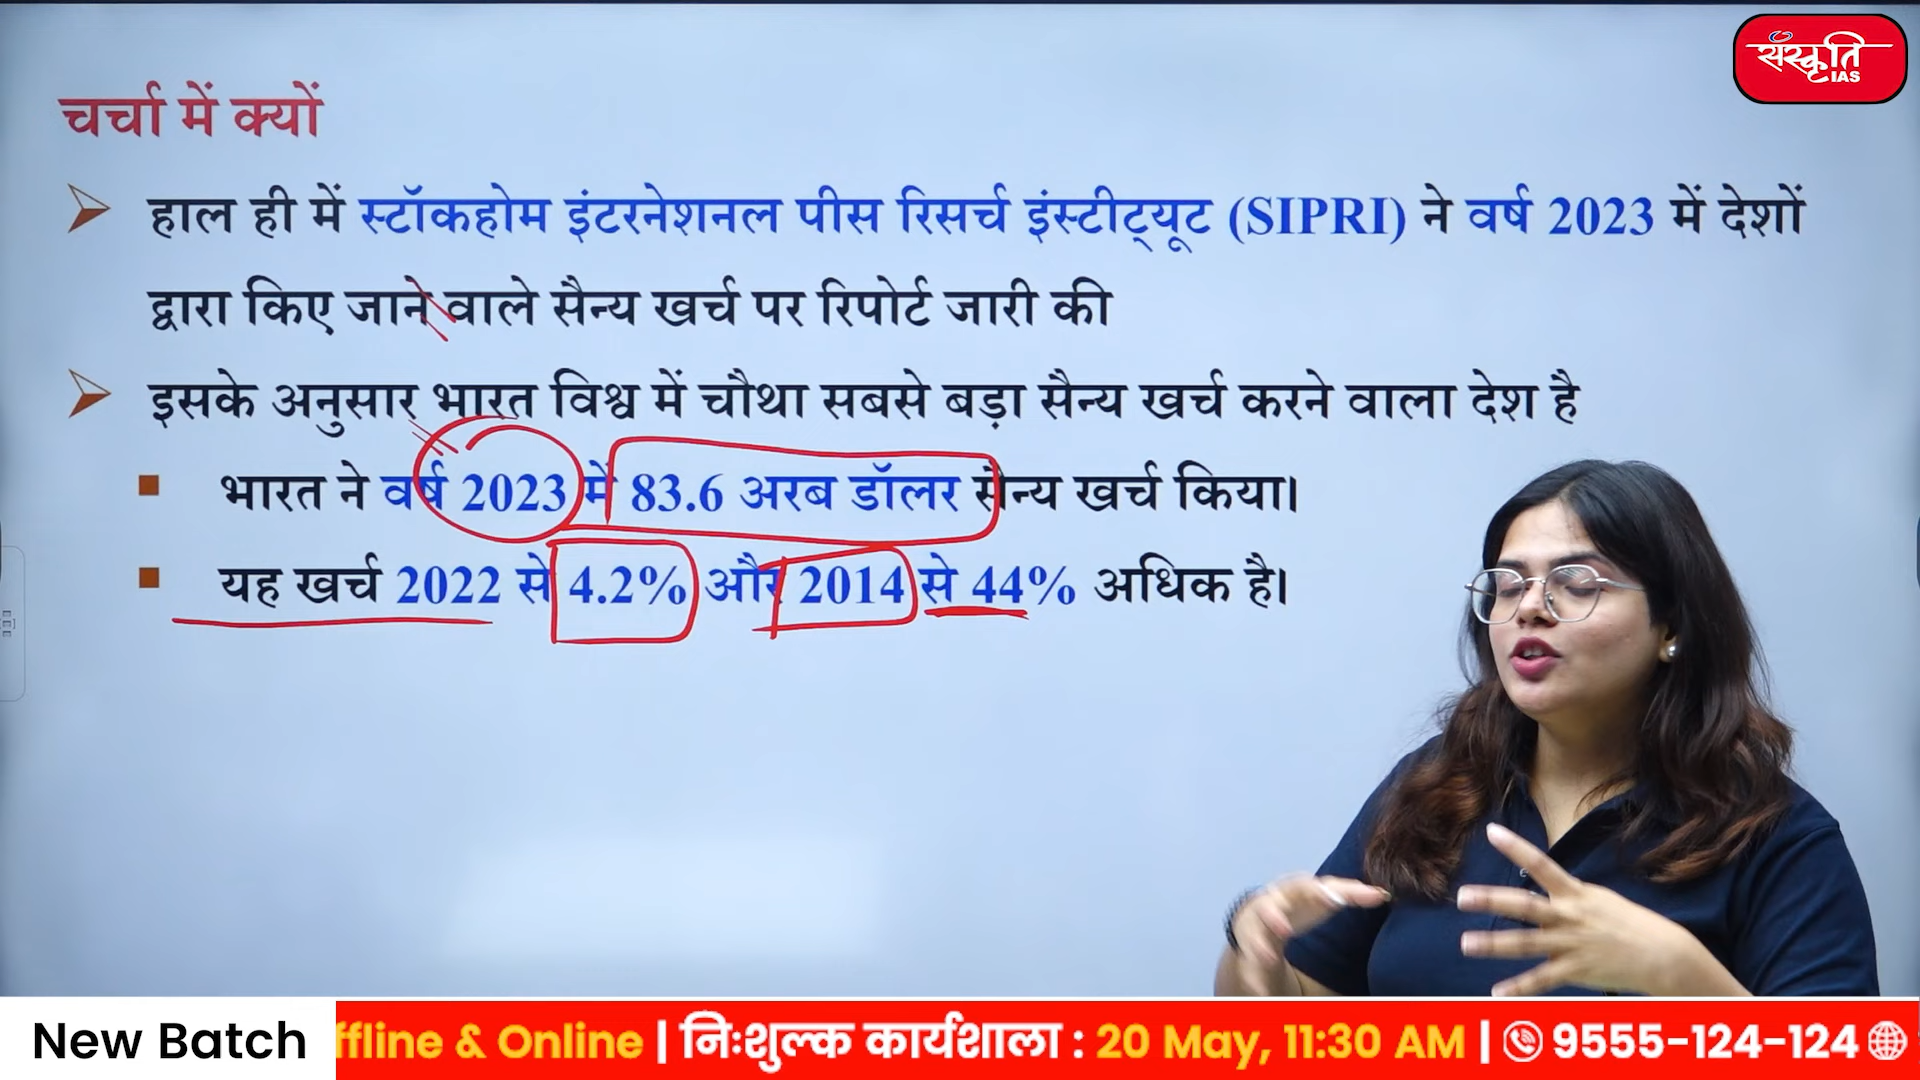 संस्कृति
IAS
चर्चा में क्यों
हाल ही में स्टॉकहोम इंटरनेशनल पीस रिसर्च इंस्टीट्यूट (SIPRI) ने वर्ष 2023 में देशों
द्वारा किए जाने वाले सैन्य खर्च पर रिपोर्ट जारी की
इसके अनुसार भारत विश्व में चौथा सबसे बड़ा सैन्य खर्च करने वाला देश है
भारत ने वर्ष 2023 में 83.6 अरब डॉलर सैन्य खर्च किया।
यह खर्च 2022 से 4.2% और 2014 से 44% अधिक है।
New Batch ffline & Online | निःशुल्क कार्यशाला : 20 May, 11:30 AM | 9555-124-124